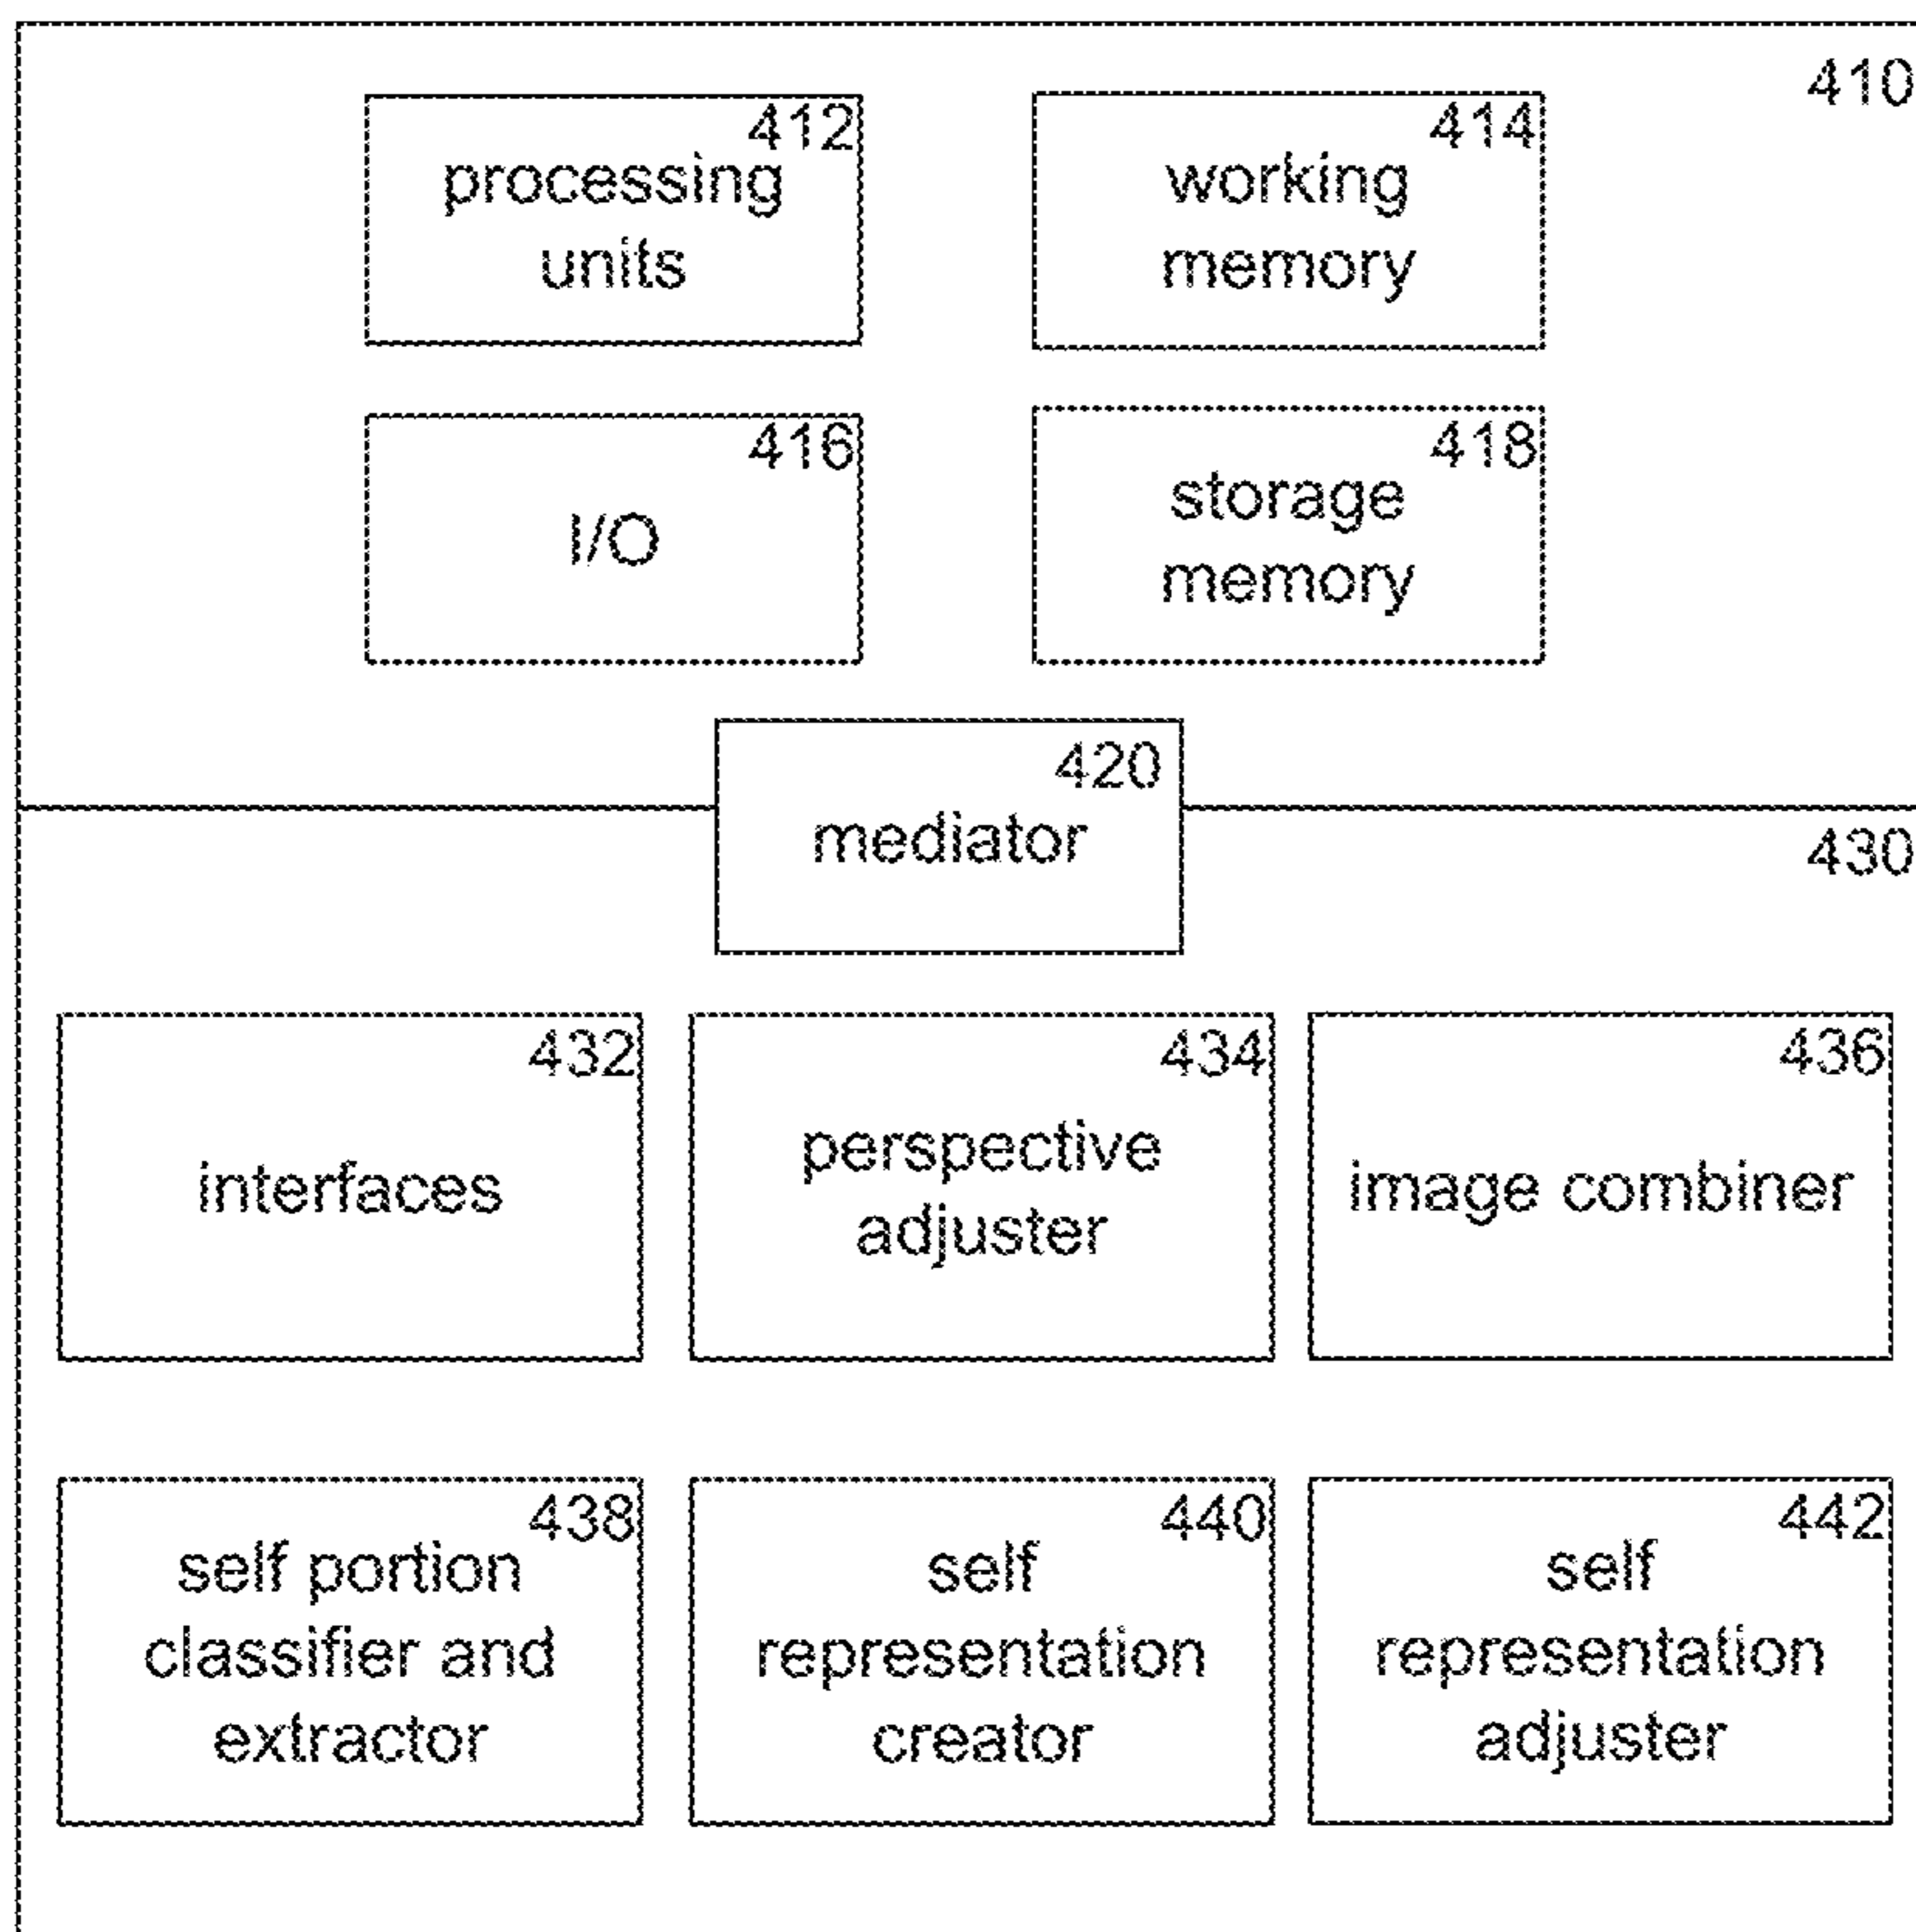 410
412
processing
units
414
working
memory
416
I/O
418
storage
memory
420
mediator
430
432
interfaces
434
perspective
adjuster
436
image combiner
438
self portion
classifier and
extractor
440
self
representation
creator
442
self
representation
adjuster